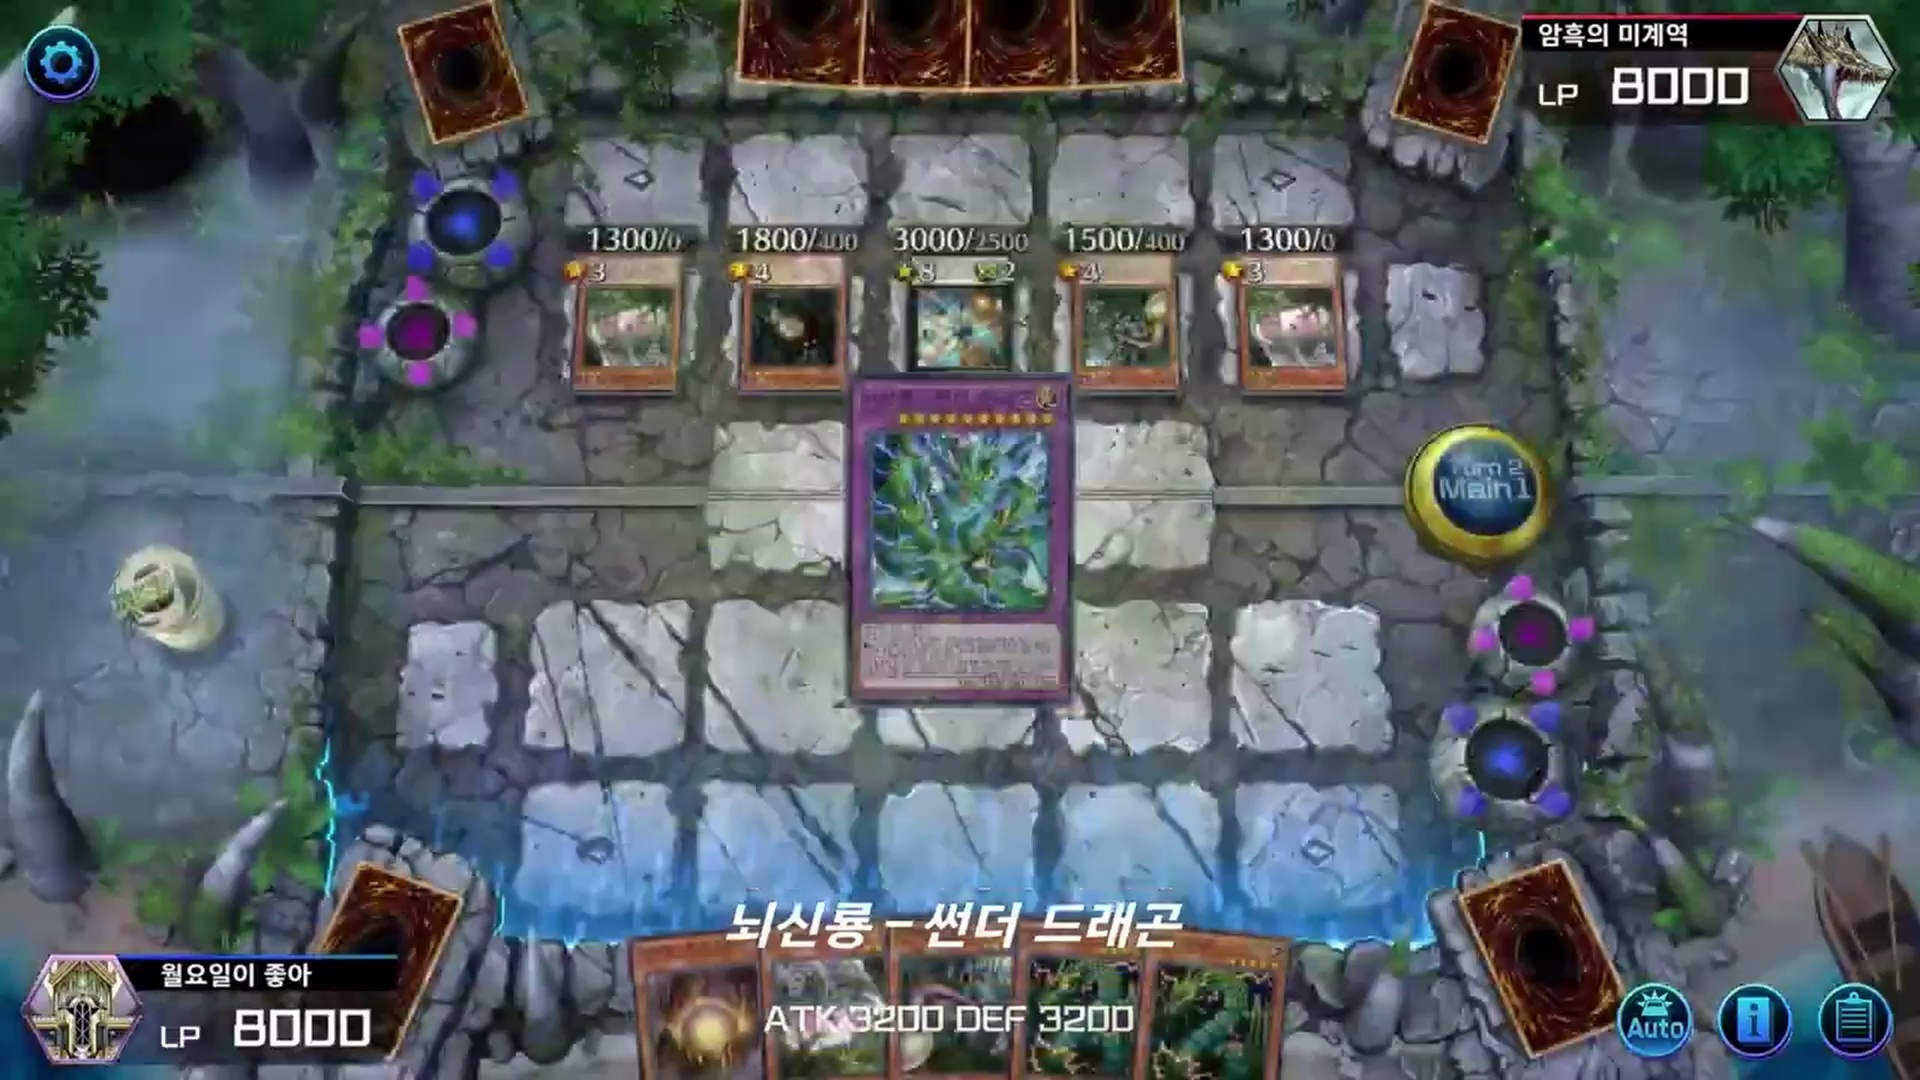 암흑의 미계역
LP 8000
1300/0 1800/400 3000/2500 1500/400 1300/0
3 4 8 2 4 3
Turn 2
Main1
뇌신룡 – 썬더 드래곤
ATK 3200 DEF 3200
월요일이 좋아
LP 8000
Auto